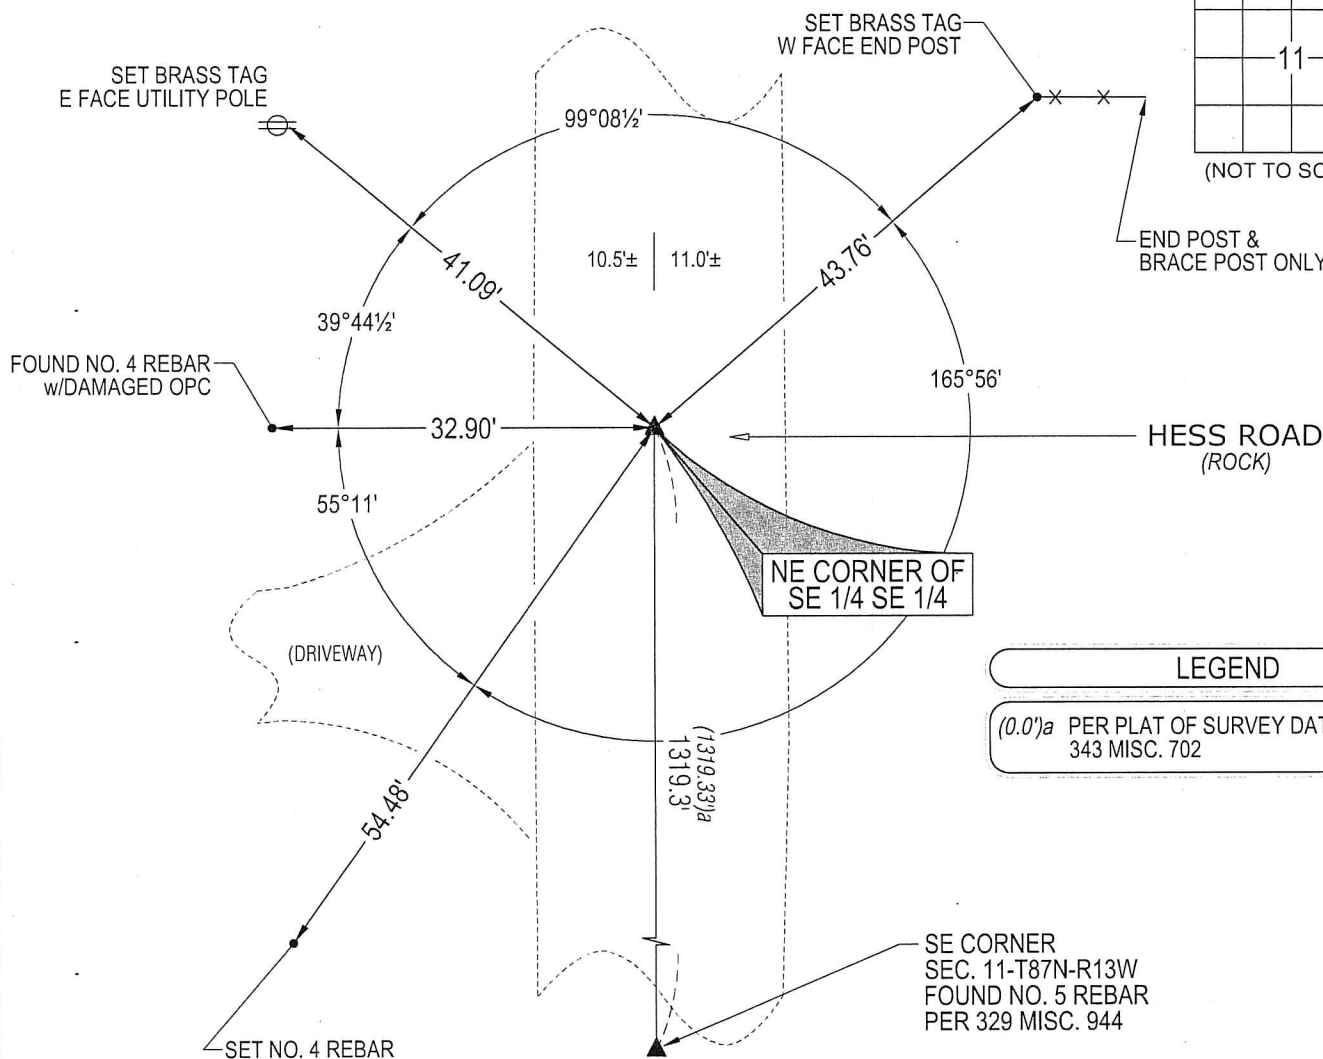 SET BRASS TAG
W FACE END POST
11
SET BRASS TAG
E FACE UTILITY POLE
99°08½'
(NOT TO SC
END POST &
BRACE POST ONLY
10.5'±
11.0'±
41.09'
43.76'
39°44½'
FOUND NO. 4 REBAR
w/DAMAGED OPC
165°56'
32.90'
HESS ROAD
(ROCK)
55°11'
NE CORNER OF
SE 1/4 SE 1/4
(DRIVEWAY)
LEGEND
(0.0')a PER PLAT OF SURVEY DAT
343 MISC. 702
(1319.33')a
1319.3'
54.48'
SE CORNER
SEC. 11-T87N-R13W
FOUND NO. 5 REBAR
PER 329 MISC. 944
SET NO. 4 REBAR